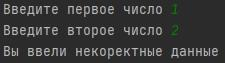 Введите первое число 1
Введите второе число 2
Вы ввели некоректные данные